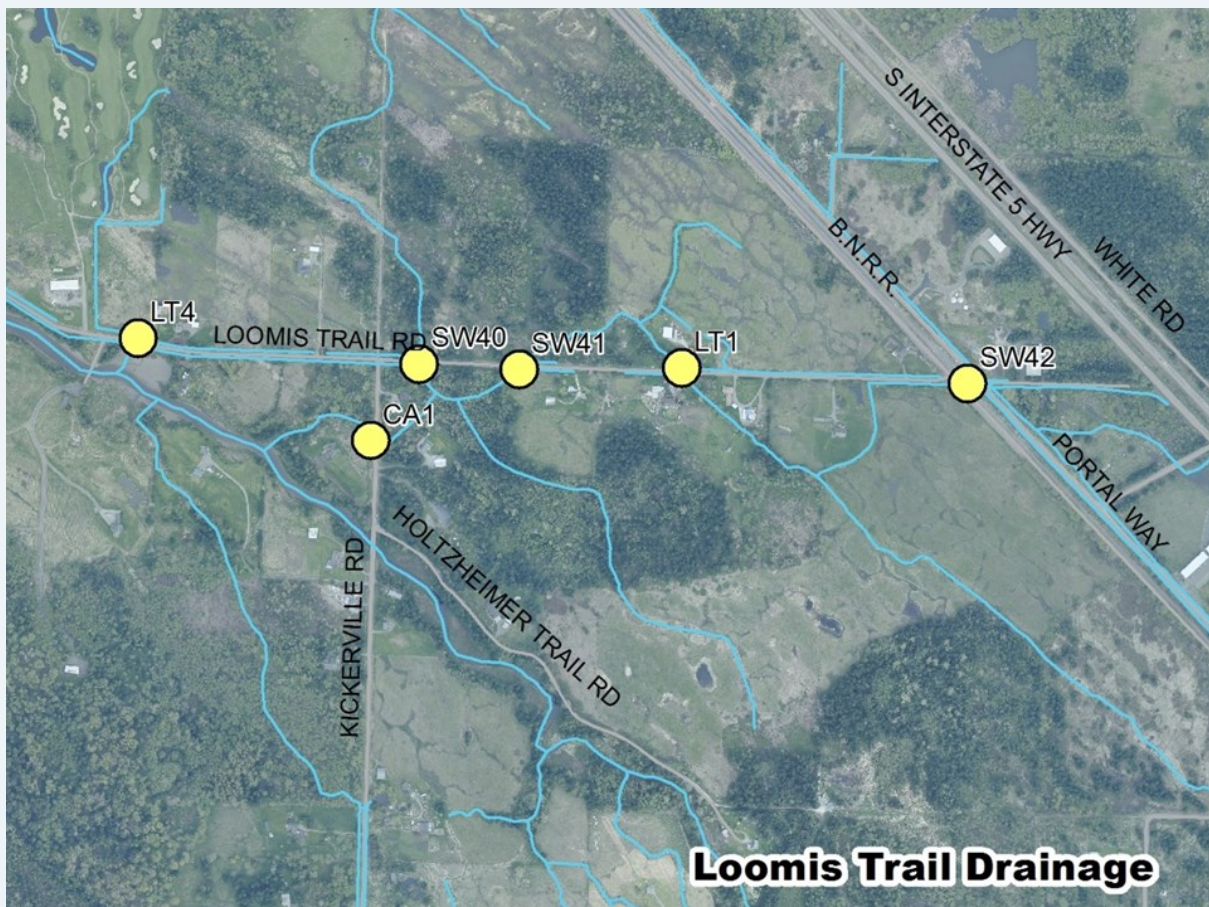 S INTERSTATE 5 HWY
WHITE RD
B.N.R.R.
LT4
LOOMIS TRAIL RD
SW40
SW41
LT1
SW42
CA1
PORTAL WAY
HOLTZHEIMER TRAIL RD
KICKERVILLE RD
Loomis Trail Drainage